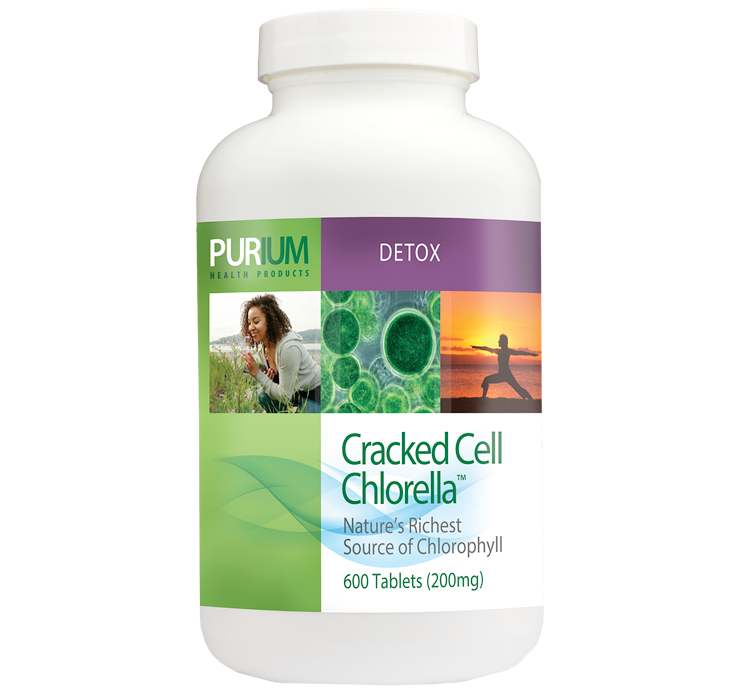 PURIUM
HEALTH PRODUCTS
DETOX
Cracked Cell
Chlorella™
Nature's Richest
Source of Chlorophyll
600 Tablets (200mg)